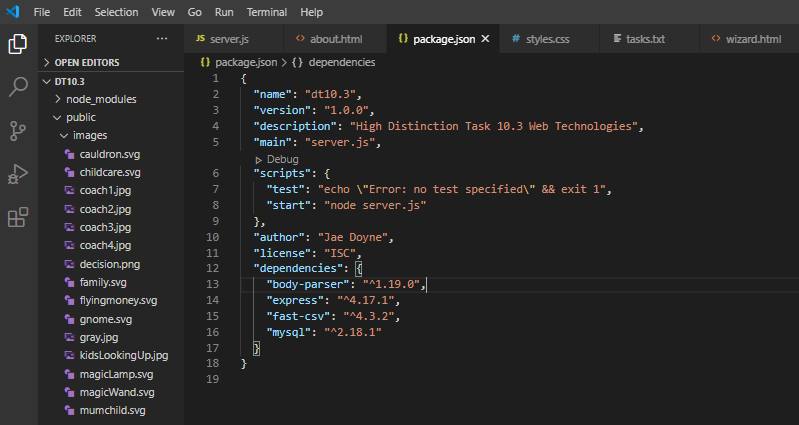 File Edit Selection View Go Run Terminal Help
EXPLORER ···
JS server.js <> about.html {} package.json × # styles.css tasks.txt <> wizard.html
{} package.json > {} dependencies
> OPEN EDITORS
DT10.3
> node_modules
public
images
cauldron.svg
childcare.svg
coach1.jpg
coach2.jpg
coach3.jpg
coach4.jpg
decision.png
family.svg
flyingmoney.svg
gnome.svg
gray.jpg
kidsLookingUp.jpg
magicLamp.svg
magicWand.svg
mumchild.svg
1 {
2 "name": "dt10.3",
3 "version": "1.0.0",
4 "description": "High Distinction Task 10.3 Web Technologies",
5 "main": "server.js",
Debug
6 "scripts": {
7 "test": "echo \"Error: no test specified\" && exit 1",
8 "start": "node server.js"
9 },
10 "author": "Jae Doyne",
11 "license": "ISC",
12 "dependencies": {
13 "body-parser": "^1.19.0",
14 "express": "^4.17.1",
15 "fast-csv": "^4.3.2",
16 "mysql": "^2.18.1"
17 }
18 }
19